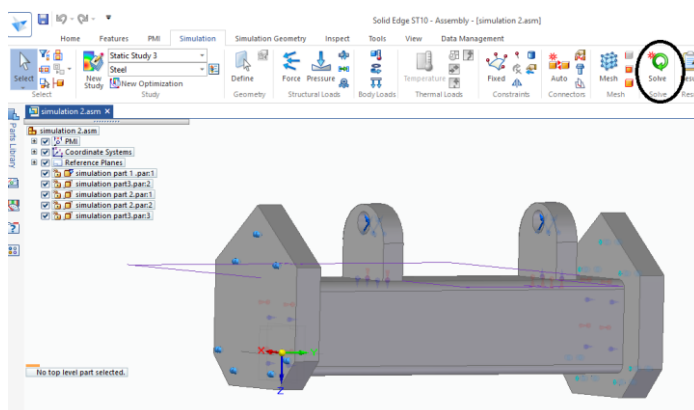 Solid Edge ST10 - Assembly - [simulation 2.asm]
Home Features PMI Simulation Simulation Geometry Inspect Tools View Data Management
Select
New Study
Static Study 3
Steel
New Optimization
Define
Force Pressure
Temperature
Fixed
Auto
Mesh
Solve
Select Study Geometry Structural Loads Body Loads Thermal Loads Constraints Connectors Mesh Solve
simulation 2.asm
Parts Library
simulation 2.asm
PMI
Coordinate Systems
Reference Planes
simulation part 1 .par:1
simulation part3.par:2
simulation part 2.par:1
simulation part 2.par:2
simulation part3.par:3
X
Z
No top level part selected.